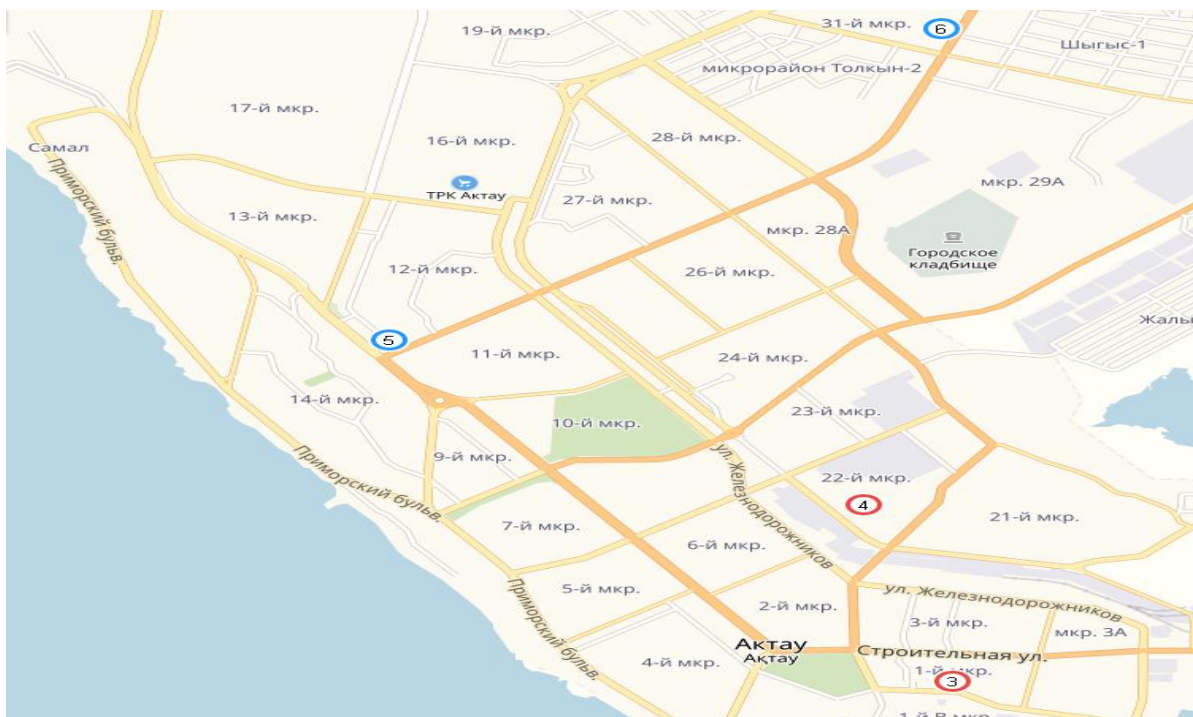 31-й мкр.
6
19-й мкр.
Шыгыс-1
микрорайон Толкын-2
17-й мкр.
28-й мкр.
16-й мкр.
Самал
мкр. 29А
ТРК Актау
27-й мкр.
13-й мкр.
Приморский бульв.
мкр. 28А
Городское
кладбище
12-й мкр.
26-й мкр.
Жалы
5
11-й мкр.
24-й мкр.
14-й мкр.
23-й мкр.
10-й мкр.
9-й мкр.
ул. Железнодорожников
22-й мкр.
Приморский бульв.
4
21-й мкр.
7-й мкр.
6-й мкр.
5-й мкр.
Приморский бульв.
ул. Железнодорожников
2-й мкр.
3-й мкр.
мкр. 3А
Актау
Ақтау
Строительная ул.
4-й мкр.
1-й мкр.
3
1-й В мкр.